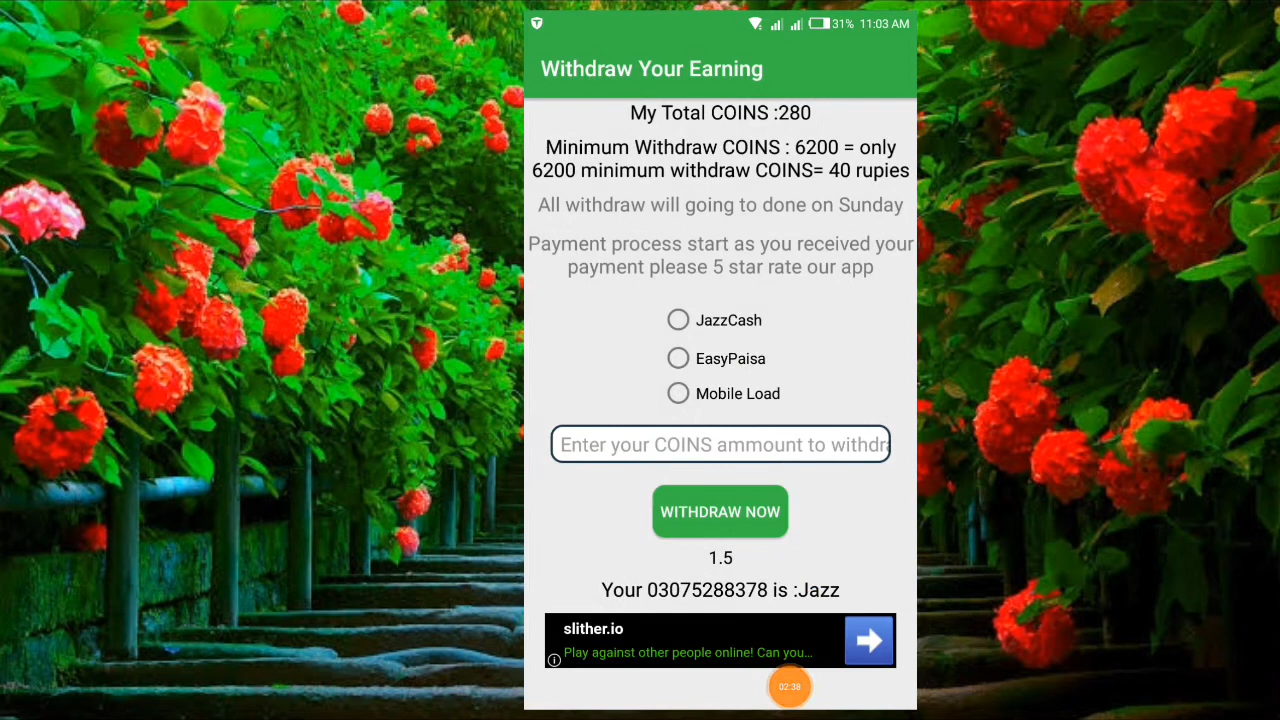 31% 11:03 AM
Withdraw Your Earning
My Total COINS :280
Minimum Withdraw COINS : 6200 = only
6200 minimum withdraw COINS= 40 rupies
All withdraw will going to done on Sunday
Payment process start as you received your
payment please 5 star rate our app
JazzCash
EasyPaisa
Mobile Load
Enter your COINS ammount to withdra
WITHDRAW NOW
1.5
Your 03075288378 is :Jazz
slither.io
Play against other people online! Can you...
02:38